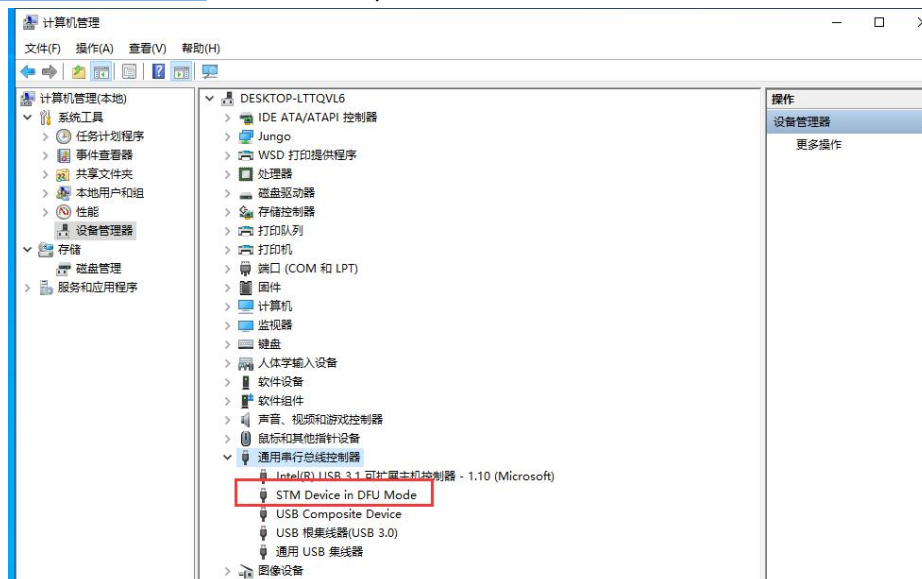 计算机管理
文件(F) 操作(A) 查看(V) 帮助(H)
计算机管理(本地)
系统工具
任务计划程序
事件查看器
共享文件夹
本地用户和组
性能
设备管理器
存储
磁盘管理
服务和应用程序
DESKTOP-LTTQVL6
IDE ATA/ATAPI 控制器
Jungo
WSD 打印提供程序
处理器
磁盘驱动器
存储控制器
打印队列
打印机
端口 (COM 和 LPT)
固件
计算机
监视器
键盘
人体学输入设备
软件设备
软件组件
声音、视频和游戏控制器
鼠标和其他指针设备
通用串行总线控制器
Intel(R) USB 3.1 可扩展主机控制器 - 1.10 (Microsoft)
STM Device in DFU Mode
USB Composite Device
USB 根集线器(USB 3.0)
通用 USB 集线器
图像设备
操作
设备管理器
更多操作